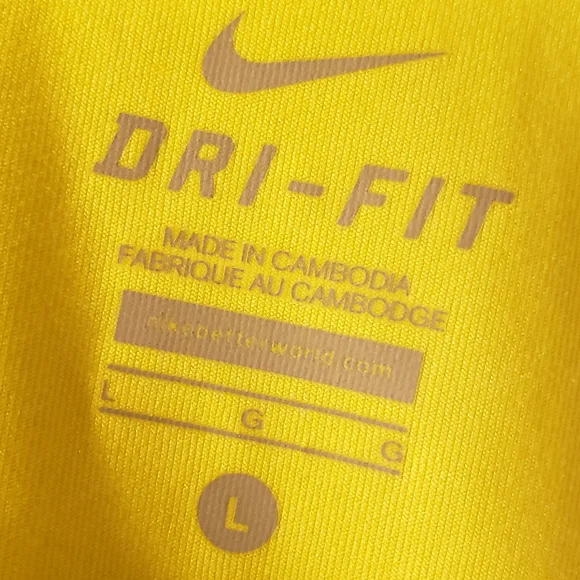 DRI-FIT
MADE IN CAMBODIA
FABRIQUE AU CAMBODGE
nikebetterworld.com
L G G
L